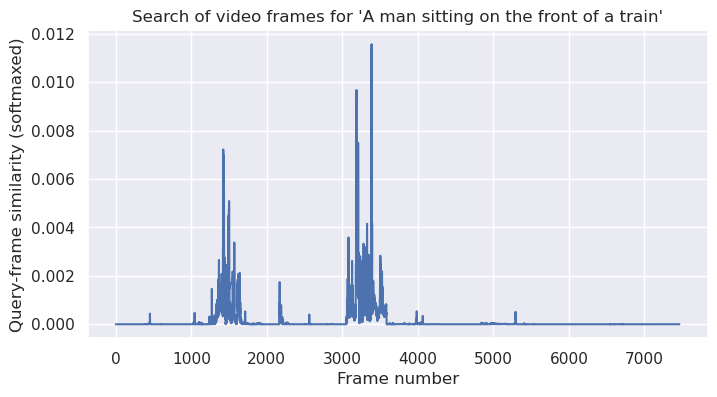 Search of video frames for 'A man sitting on the front of a train'
0.012
0.010
0.008
0.006
0.004
0.002
0.000
Query-frame similarity (softmaxed)
0 1000 2000 3000 4000 5000 6000 7000
Frame number